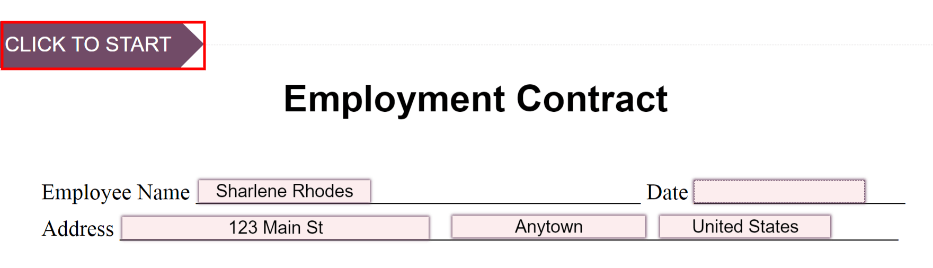 CLICK TO START
Employment Contract
Employee Name Sharlene Rhodes Date
Address 123 Main St Anytown United States